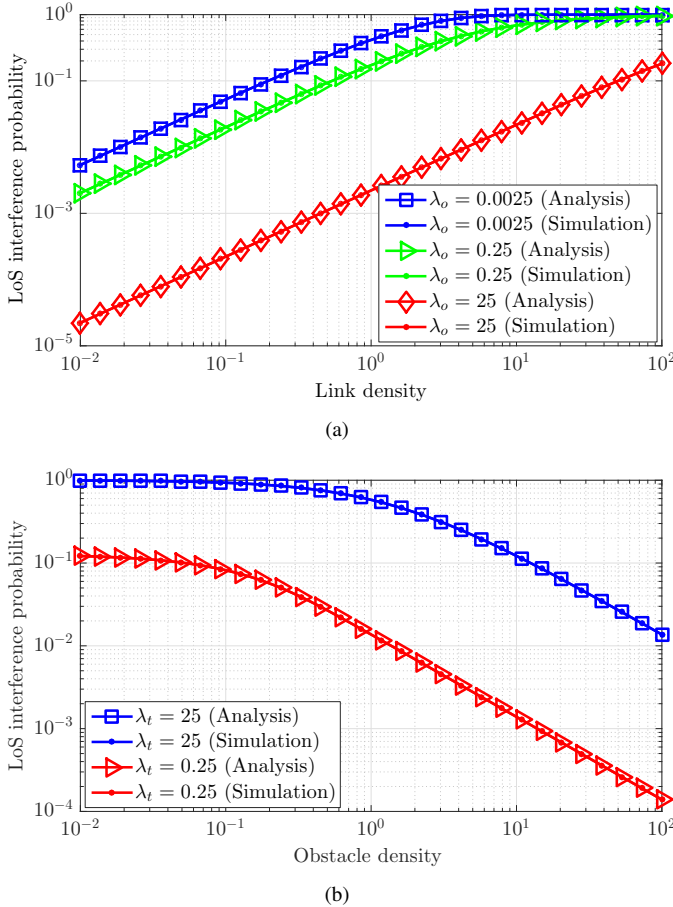 10^0
10^{-1}
10^{-3}
10^{-5}
LoS interference probability
λ_o = 0.0025 (Analysis)
λ_o = 0.0025 (Simulation)
λ_o = 0.25 (Analysis)
λ_o = 0.25 (Simulation)
λ_o = 25 (Analysis)
λ_o = 25 (Simulation)
10^{-2} 10^{-1} 10^0 10^1 10^2
Link density
(a)
10^0
10^{-1}
10^{-2}
10^{-3}
10^{-4}
LoS interference probability
λ_t = 25 (Analysis)
λ_t = 25 (Simulation)
λ_t = 0.25 (Analysis)
λ_t = 0.25 (Simulation)
10^{-2} 10^{-1} 10^0 10^1 10^2
Obstacle density
(b)